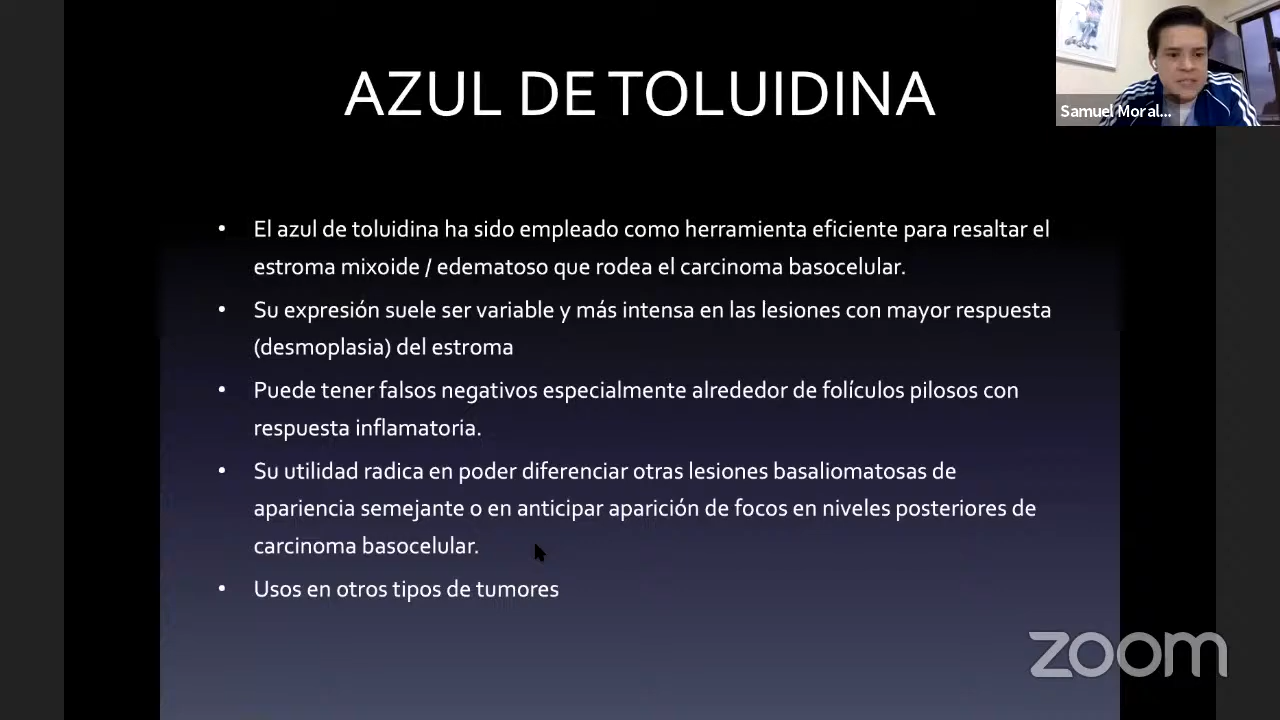 AZUL DE TOLUIDINA
Samuel Moral...
• El azul de toluidina ha sido empleado como herramienta eficiente para resaltar el
estroma mixoide / edematoso que rodea el carcinoma basocelular.
• Su expresión suele ser variable y más intensa en las lesiones con mayor respuesta
(desmoplasia) del estroma
• Puede tener falsos negativos especialmente alrededor de folículos pilosos con
respuesta inflamatoria.
• Su utilidad radica en poder diferenciar otras lesiones basaliomatosas de
apariencia semejante o en anticipar aparición de focos en niveles posteriores de
carcinoma basocelular.
• Usos en otros tipos de tumores
zoom